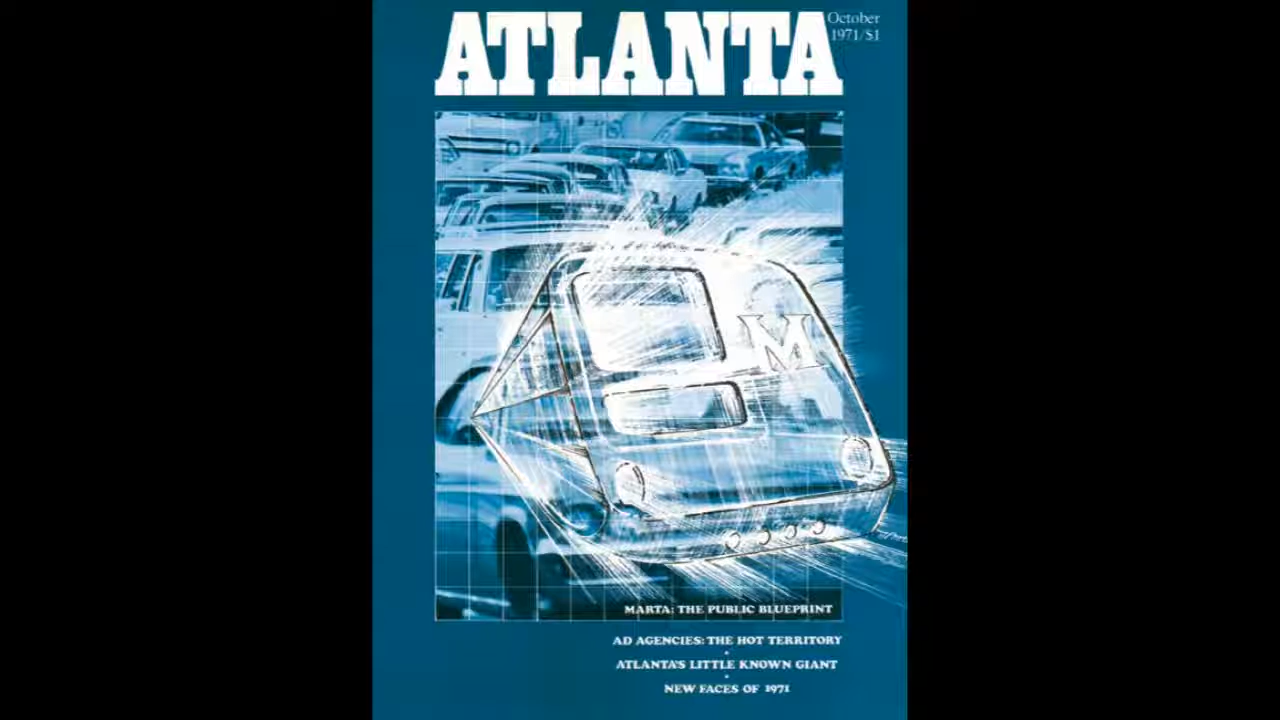 ATLANTA
October
1971/$1
M
MARTA: THE PUBLIC BLUEPRINT
AD AGENCIES: THE HOT TERRITORY
ATLANTA'S LITTLE KNOWN GIANT
NEW FACES OF 1971